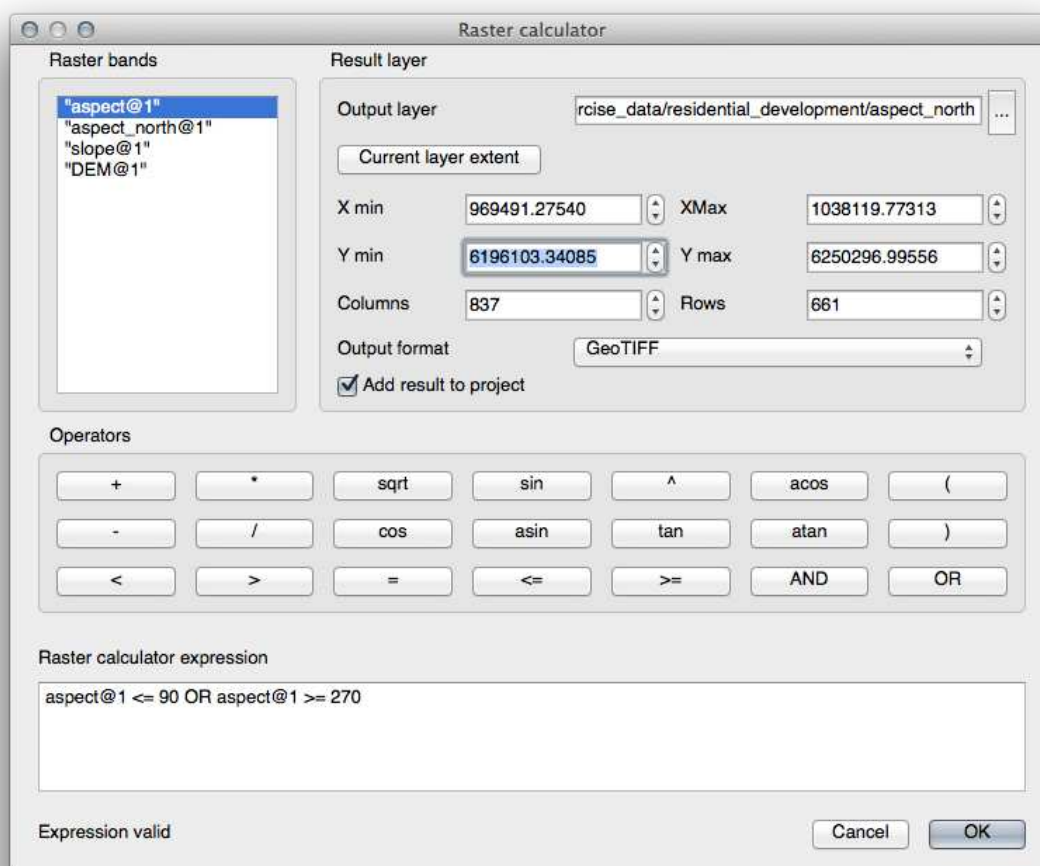 Raster calculator
Raster bands
Result layer
"aspect@1"
"aspect_north@1"
"slope@1"
"DEM@1"
Output layer
rcise_data/residential_development/aspect_north
...
Current layer extent
X min
969491.27540
XMax
1038119.77313
Y min
6196103.34085
Y max
6250296.99556
Columns
837
Rows
661
Output format
GeoTIFF
Add result to project
Operators
+ * sqrt sin ^ acos (
- / cos asin tan atan )
< > = <= >= AND OR
Raster calculator expression
aspect@1 <= 90 OR aspect@1 >= 270
Expression valid
Cancel
OK